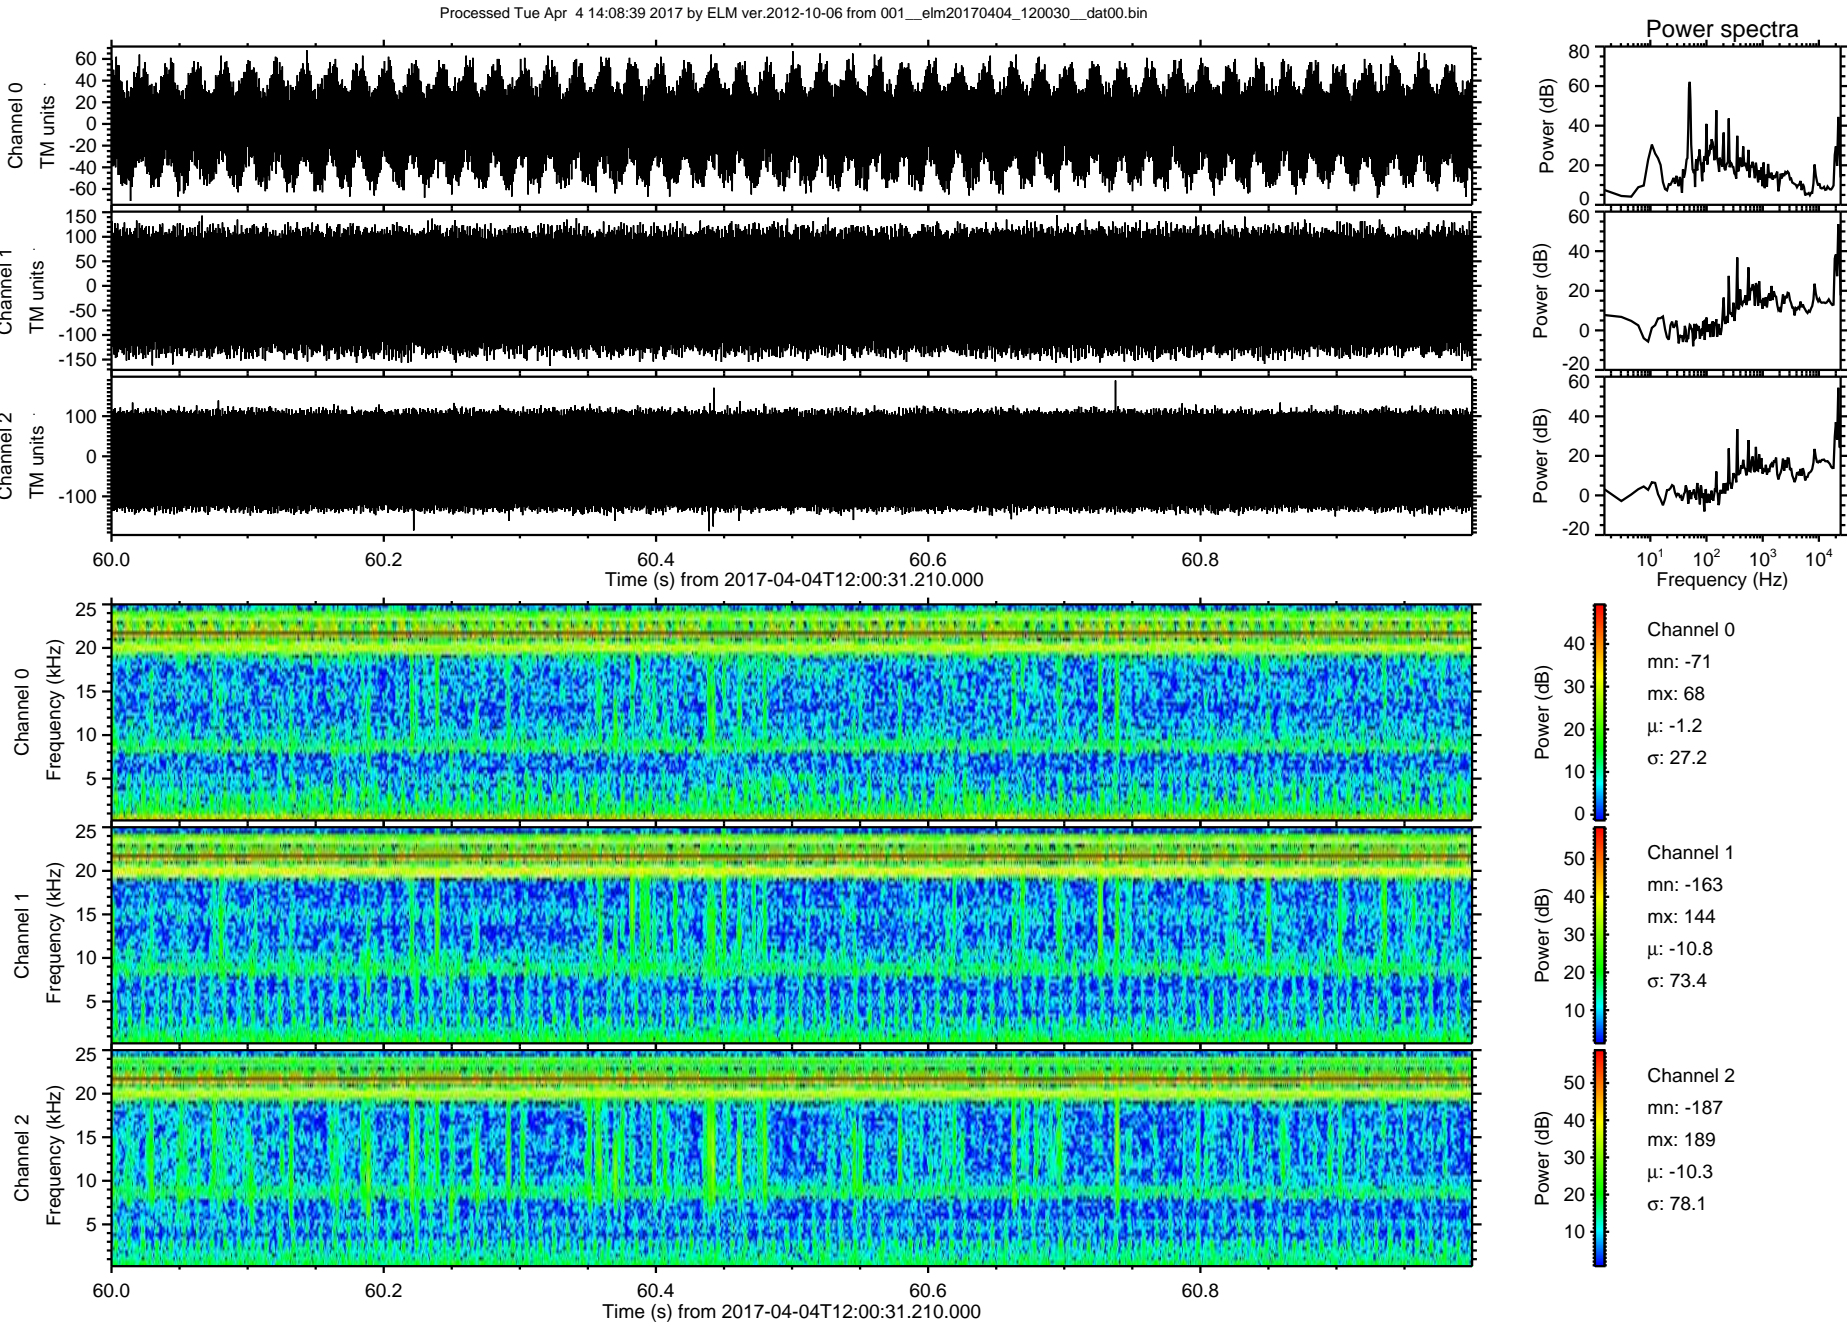 Processed Tue Apr 4 14:08:39 2017 by ELM ver.2012-10-06 from 001__elm20170404_120030__dat00.bin
Power spectra
Channel 0
TM units
60
40
20
0
-20
-40
-60
Power (dB)
80
60
40
20
0
Channel 1
TM units
150
100
50
0
-50
-100
-150
Power (dB)
60
40
20
0
-20
Channel 2
TM units
100
0
-100
Power (dB)
60
40
20
0
-20
60.0 60.2 60.4 60.6 60.8
Time (s) from 2017-04-04T12:00:31.210.000
10^1 10^2 10^3 10^4
Frequency (Hz)
Channel 0
Frequency (kHz)
25
20
15
10
5
Power (dB)
40
30
20
10
0
Channel 0
mn: -71
mx: 68
μ: -1.2
σ: 27.2
Channel 1
Frequency (kHz)
25
20
15
10
5
Power (dB)
50
40
30
20
10
Channel 1
mn: -163
mx: 144
μ: -10.8
σ: 73.4
Channel 2
Frequency (kHz)
25
20
15
10
5
Power (dB)
50
40
30
20
10
Channel 2
mn: -187
mx: 189
μ: -10.3
σ: 78.1
60.0 60.2 60.4 60.6 60.8
Time (s) from 2017-04-04T12:00:31.210.000